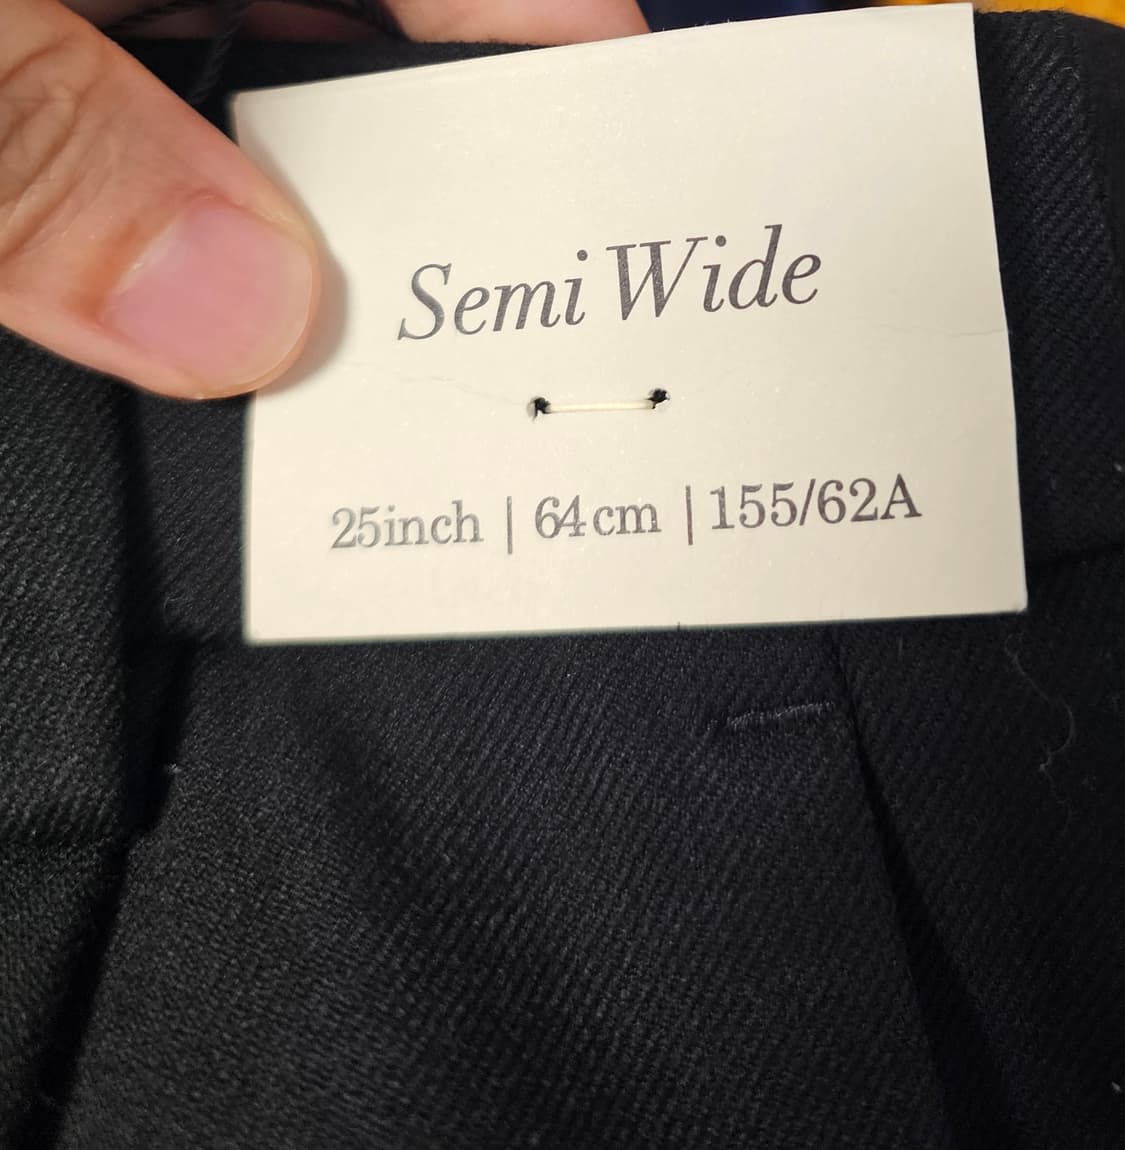 Semi Wide
25inch | 64cm | 155/62A